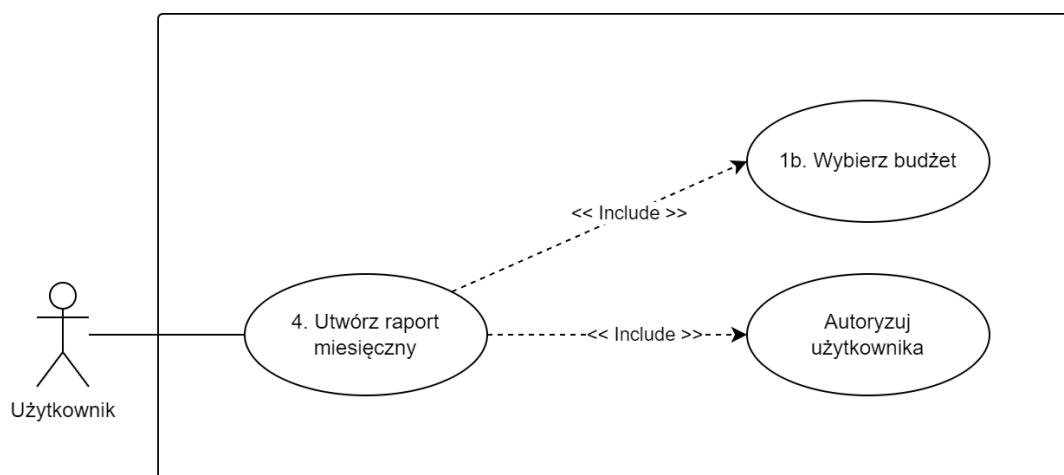 1b. Wybierz budżet
<< Include >>
4. Utwórz raport
miesięczny
<< Include >>
Autoryzuj
użytkownika
Użytkownik